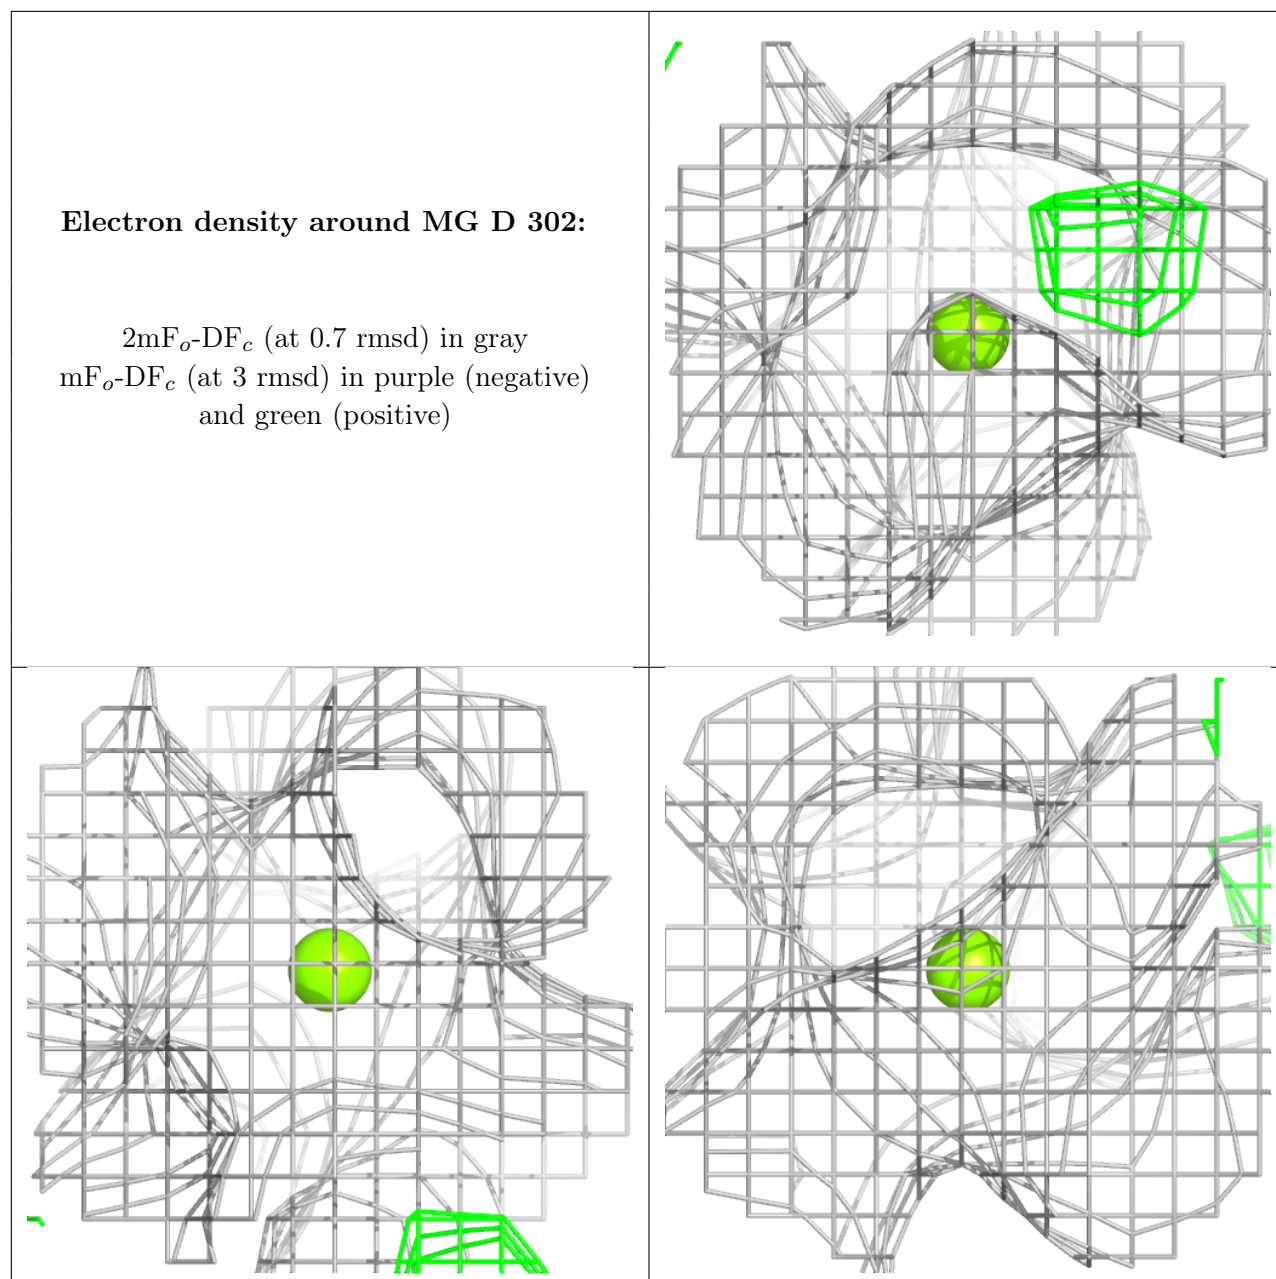 Electron density around MG D 302:
2mFo-DFc (at 0.7 rmsd) in gray
mFo-DFc (at 3 rmsd) in purple (negative)
and green (positive)